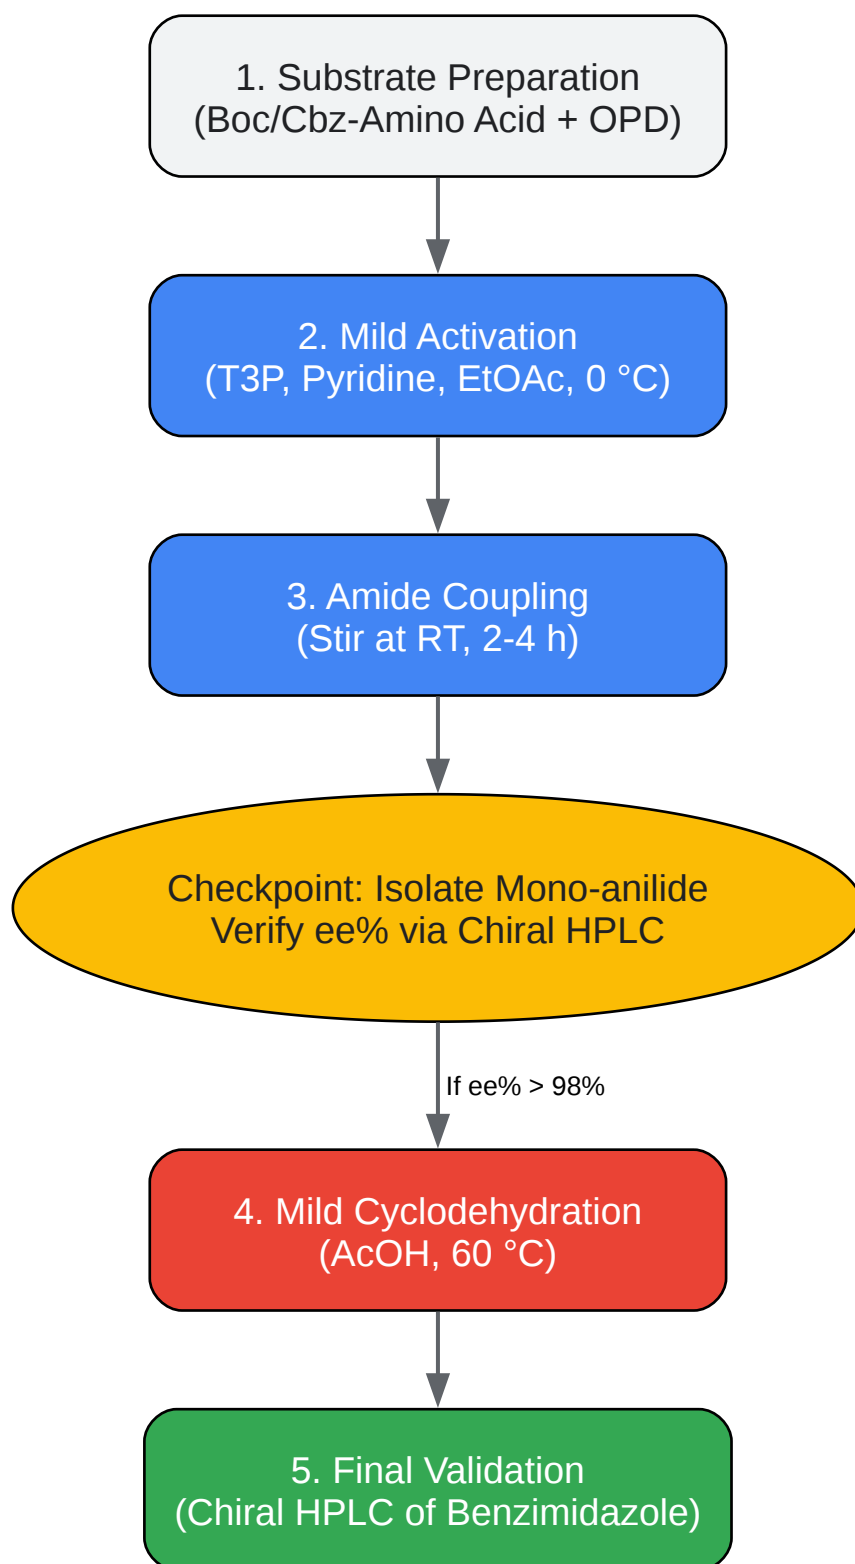 1. Substrate Preparation
(Boc/Cbz-Amino Acid + OPD)
2. Mild Activation
(T3P, Pyridine, EtOAc, 0 °C)
3. Amide Coupling
(Stir at RT, 2-4 h)
Checkpoint: Isolate Mono-anilide
Verify ee% via Chiral HPLC
If ee% > 98%
4. Mild Cyclodehydration
(AcOH, 60 °C)
5. Final Validation
(Chiral HPLC of Benzimidazole)